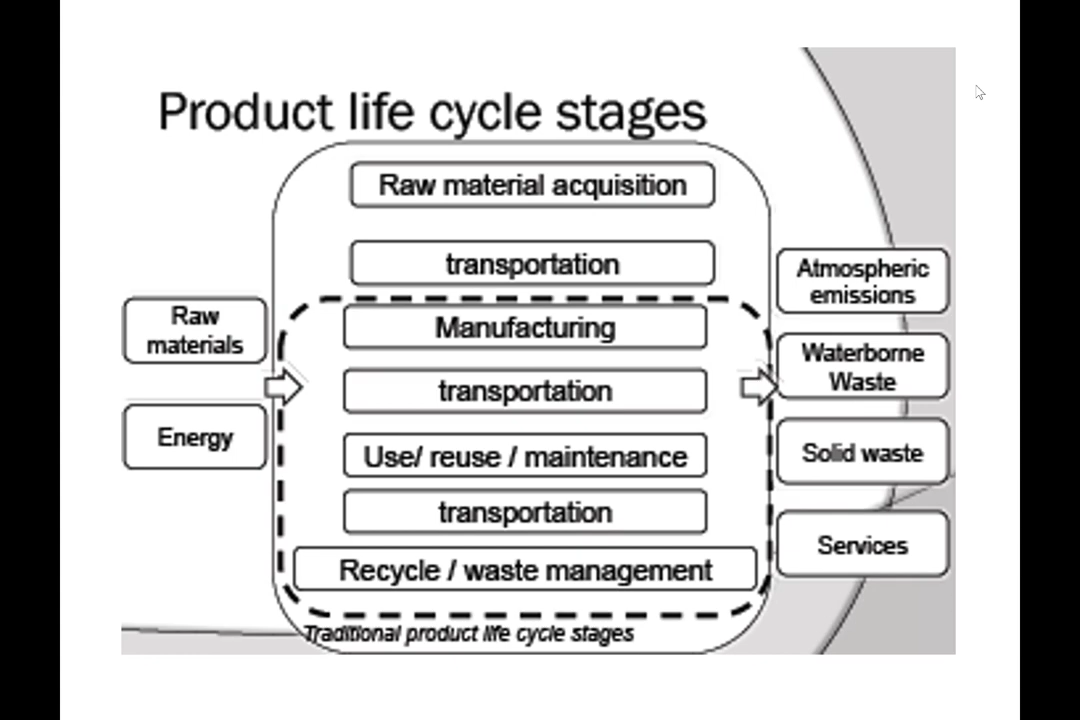 Product life cycle stages
Raw material acquisition
transportation
Manufacturing
transportation
Use/ reuse / maintenance
transportation
Recycle / waste management
Traditional product life cycle stages
Raw
materials
Energy
Atmospheric
emissions
Waterborne
Waste
Solid waste
Services